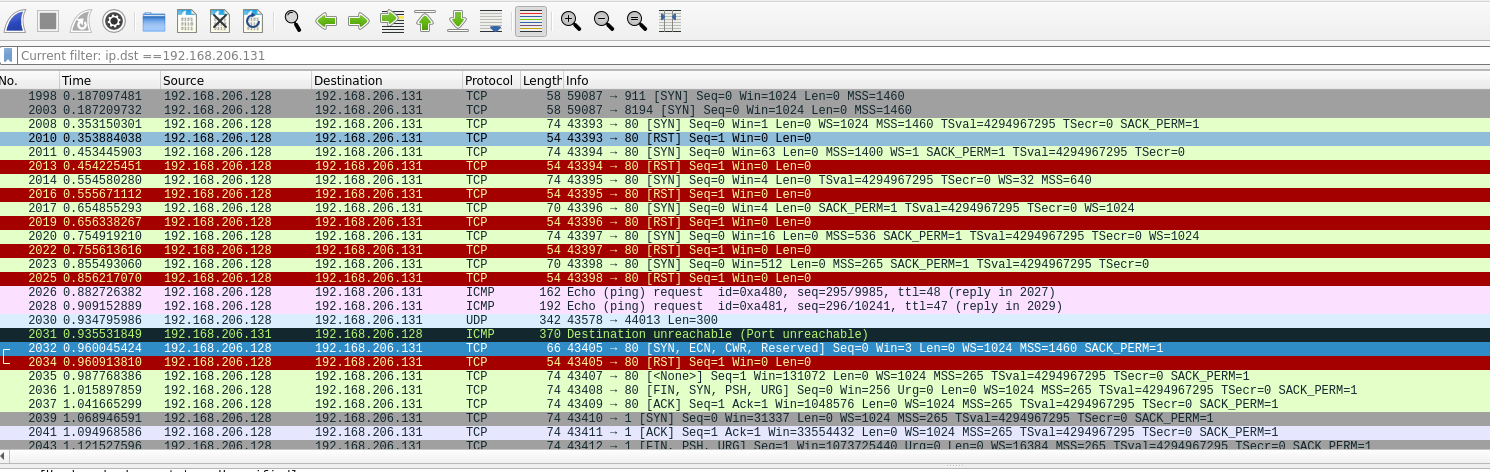 Current filter: ip.dst ==192.168.206.131
No. Time Source Destination Protocol Length Info
1998 0.187097481 192.168.206.128 192.168.206.131 TCP 58 59087 → 911 [SYN] Seq=0 Win=1024 Len=0 MSS=1460
2003 0.187209732 192.168.206.128 192.168.206.131 TCP 58 59087 → 8194 [SYN] Seq=0 Win=1024 Len=0 MSS=1460
2008 0.353150301 192.168.206.128 192.168.206.131 TCP 74 43393 → 80 [SYN] Seq=0 Win=1 Len=0 WS=1024 MSS=1460 TSval=4294967295 TSecr=0 SACK_PERM=1
2010 0.353884038 192.168.206.128 192.168.206.131 TCP 54 43393 → 80 [RST] Seq=1 Win=0 Len=0
2011 0.453445903 192.168.206.128 192.168.206.131 TCP 74 43394 → 80 [SYN] Seq=0 Win=63 Len=0 MSS=1400 WS=1 SACK_PERM=1 TSval=4294967295 TSecr=0
2013 0.454225451 192.168.206.128 192.168.206.131 TCP 54 43394 → 80 [RST] Seq=1 Win=0 Len=0
2014 0.554580280 192.168.206.128 192.168.206.131 TCP 74 43395 → 80 [SYN] Seq=0 Win=4 Len=0 TSval=4294967295 TSecr=0 WS=32 MSS=640
2016 0.555671112 192.168.206.128 192.168.206.131 TCP 54 43395 → 80 [RST] Seq=1 Win=0 Len=0
2017 0.654855293 192.168.206.128 192.168.206.131 TCP 70 43396 → 80 [SYN] Seq=0 Win=4 Len=0 SACK_PERM=1 TSval=4294967295 TSecr=0 WS=1024
2019 0.656338267 192.168.206.128 192.168.206.131 TCP 54 43396 → 80 [RST] Seq=1 Win=0 Len=0
2020 0.754919210 192.168.206.128 192.168.206.131 TCP 74 43397 → 80 [SYN] Seq=0 Win=16 Len=0 MSS=536 SACK_PERM=1 TSval=4294967295 TSecr=0 WS=1024
2022 0.755613616 192.168.206.128 192.168.206.131 TCP 54 43397 → 80 [RST] Seq=1 Win=0 Len=0
2023 0.855493060 192.168.206.128 192.168.206.131 TCP 70 43398 → 80 [SYN] Seq=0 Win=512 Len=0 MSS=265 SACK_PERM=1 TSval=4294967295 TSecr=0
2025 0.856217070 192.168.206.128 192.168.206.131 TCP 54 43398 → 80 [RST] Seq=1 Win=0 Len=0
2026 0.882726382 192.168.206.128 192.168.206.131 ICMP 162 Echo (ping) request id=0xa480, seq=295/9985, ttl=48 (reply in 2027)
2028 0.909152889 192.168.206.128 192.168.206.131 ICMP 192 Echo (ping) request id=0xa481, seq=296/10241, ttl=47 (reply in 2029)
2030 0.934795986 192.168.206.128 192.168.206.131 UDP 342 43578 → 44013 Len=300
2031 0.935531849 192.168.206.131 192.168.206.128 ICMP 370 Destination unreachable (Port unreachable)
2032 0.960045424 192.168.206.128 192.168.206.131 TCP 66 43405 → 80 [SYN, ECN, CWR, Reserved] Seq=0 Win=3 Len=0 WS=1024 MSS=1460 SACK_PERM=1
2034 0.960913816 192.168.206.128 192.168.206.131 TCP 54 43405 → 80 [RST] Seq=1 Win=0 Len=0
2035 0.987768386 192.168.206.128 192.168.206.131 TCP 74 43407 → 80 [<None>] Seq=1 Win=131072 Len=0 WS=1024 MSS=265 TSval=4294967295 TSecr=0 SACK_PERM=1
2036 1.015897859 192.168.206.128 192.168.206.131 TCP 74 43408 → 80 [FIN, SYN, PSH, URG] Seq=0 Win=256 Urg=0 Len=0 WS=1024 MSS=265 TSval=4294967295 TSecr=0 SACK_PERM=1
2037 1.041665299 192.168.206.128 192.168.206.131 TCP 74 43409 → 80 [ACK] Seq=1 Ack=1 Win=1048576 Len=0 WS=1024 MSS=265 TSval=4294967295 TSecr=0 SACK_PERM=1
2039 1.068946591 192.168.206.128 192.168.206.131 TCP 74 43410 → 1 [SYN] Seq=0 Win=31337 Len=0 WS=1024 MSS=265 TSval=4294967295 TSecr=0 SACK_PERM=1
2041 1.094968586 192.168.206.128 192.168.206.131 TCP 74 43411 → 1 [ACK] Seq=1 Ack=1 Win=33554432 Len=0 WS=1024 MSS=265 TSval=4294967295 TSecr=0 SACK_PERM=1
2043 1.121527596 192.168.206.128 192.168.206.131 TCP 74 43412 → 1 [FIN, PSH, URG] Seq=1 Win=1073725440 Urg=0 Len=0 WS=16384 MSS=265 TSval=4294967295 TSecr=0 SACK_PERM=1